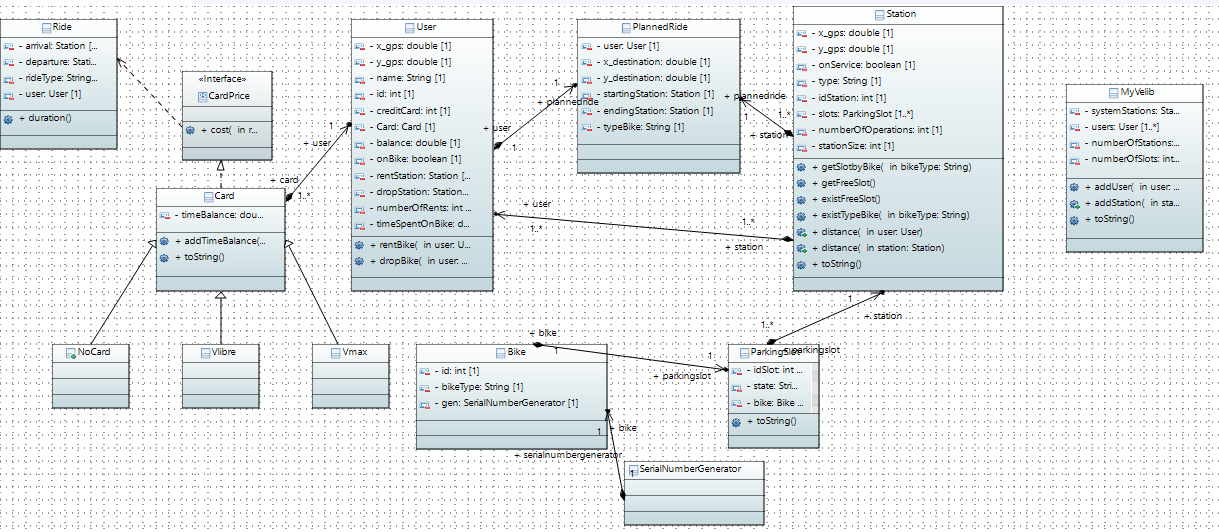 Ride
- arrival: Station [...
- departure: Stati...
- rideType: String...
- user: User [1]
+ duration()
«Interface»
CardPrice
+ cost( in r...
User
- x_gps: double [1]
- y_gps: double [1]
- name: String [1]
- id: int [1]
- creditCard: int [1]
- Card: Card [1]
- balance: double [1]
- onBike: boolean [1]
- rentStation: Station [...
- dropStation: Station...
- numberOfRents: int ...
- timeSpentOnBike: d...
+ rentBike( in user: U...
+ dropBike( in user: ...
PlannedRide
- user: User [1]
- x_destination: double [1]
- y_destination: double [1]
- startingStation: Station [1]
- endingStation: Station [1]
- typeBike: String [1]
Station
- x_gps: double [1]
- y_gps: double [1]
- onService: boolean [1]
- type: String [1]
- idStation: int [1]
- slots: ParkingSlot [1..*]
- numberOfOperations: int [1]
- stationSize: int [1]
+ getSlotbyBike( in bikeType: String)
+ getFreeSlot()
+ existFreeSlot()
+ existTypeBike( in bikeType: String)
+ distance( in user: User)
+ distance( in station: Station)
+ toString()
MyVelib
- systemStations: Sta...
- users: User [1..*]
- numberOfStations:...
- numberOfSlots: int...
+ addUser( in user: ...
+ addStation( in sta...
+ toString()
1
+ plannedride
+ user
1
+ plannedride
1
1..*
+ station
1
+ user
+ card
1..*
+ user
1..*
1..*
+ station
Card
- timeBalance: dou...
+ addTimeBalance(...
+ toString()
NoCard
Vlibre
Vmax
1
+ station
1..*
+ parkingslot
+ bike
1
1
+ parkingslot
Bike
- id: int [1]
- bikeType: String [1]
- gen: SerialNumberGenerator [1]
ParkingSlot
- idSlot: int ...
- state: Stri...
- bike: Bike ...
+ toString()
1
+ bike
+ serialnumbergenerator
1
SerialNumberGenerator